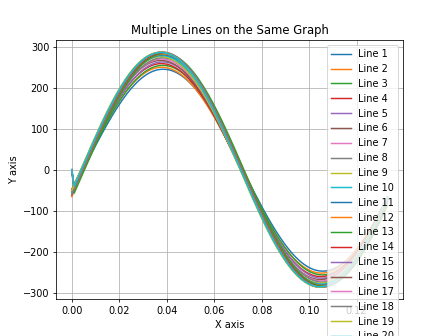 Multiple Lines on the Same Graph
Y axis
300
200
100
0
−100
−200
−300
0.00
0.02
0.04
0.06
0.08
0.10
X axis
Line 1
Line 2
Line 3
Line 4
Line 5
Line 6
Line 7
Line 8
Line 9
Line 10
Line 11
Line 12
Line 13
Line 14
Line 15
Line 16
Line 17
Line 18
Line 19
Line 20